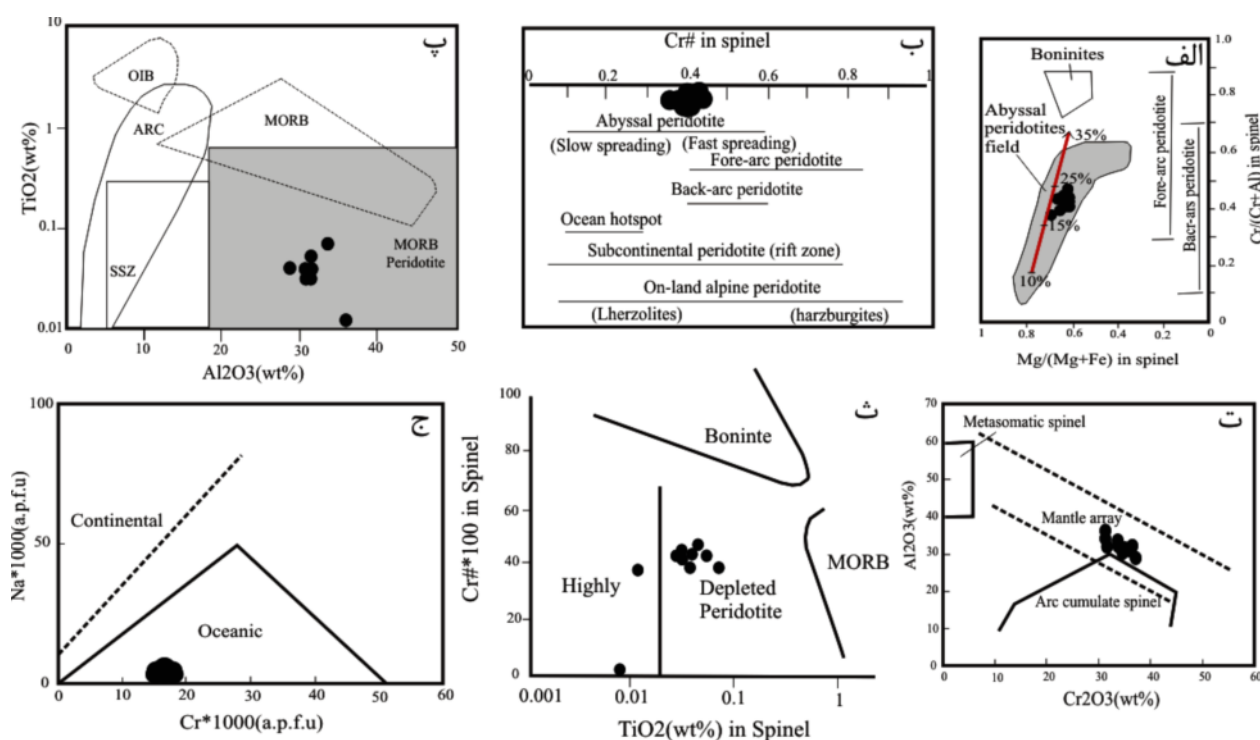 پ
10
1
0.1
0.01
TiO2(wt%)
OIB
ARC
MORB
SSZ
MORB
Peridotite
0
10
20
30
40
50
Al2O3(wt%)
ب
Cr# in spinel
0
0.2
0.4
0.6
0.8
1
Abyssal peridotite
(Slow spreading)
(Fast spreading)
Fore-arc peridotite
Back-arc peridotite
Ocean hotspot
Subcontinental peridotite (rift zone)
On-land alpine peridotite
(Lherzolites)
(harzburgites)
الف
Boninites
Abyssal
peridotites
field
35%
25%
15%
10%
Fore-arc peridotite
Bacr-ars peridotite
Cr/(Cr+Al) in spinel
1.0
0.8
0.6
0.4
0.2
0
1
0.8
0.6
0.4
0.2
0
Mg/(Mg+Fe) in spinel
ج
100
50
0
Na*1000(a.p.f.u)
Continental
Oceanic
0
10
20
30
40
50
60
Cr*1000(a.p.f.u)
ث
100
80
60
40
20
0
Cr#*100 in Spinel
Boninte
MORB
Highly
Depleted
Peridotite
0.001
0.01
0.1
1
TiO2(wt%) in Spinel
ت
70
60
50
40
30
20
10
0
Al2O3(wt%)
Metasomatic spinel
Mantle array
Arc cumulate spinel
0
10
20
30
40
50
60
Cr2O3(wt%)